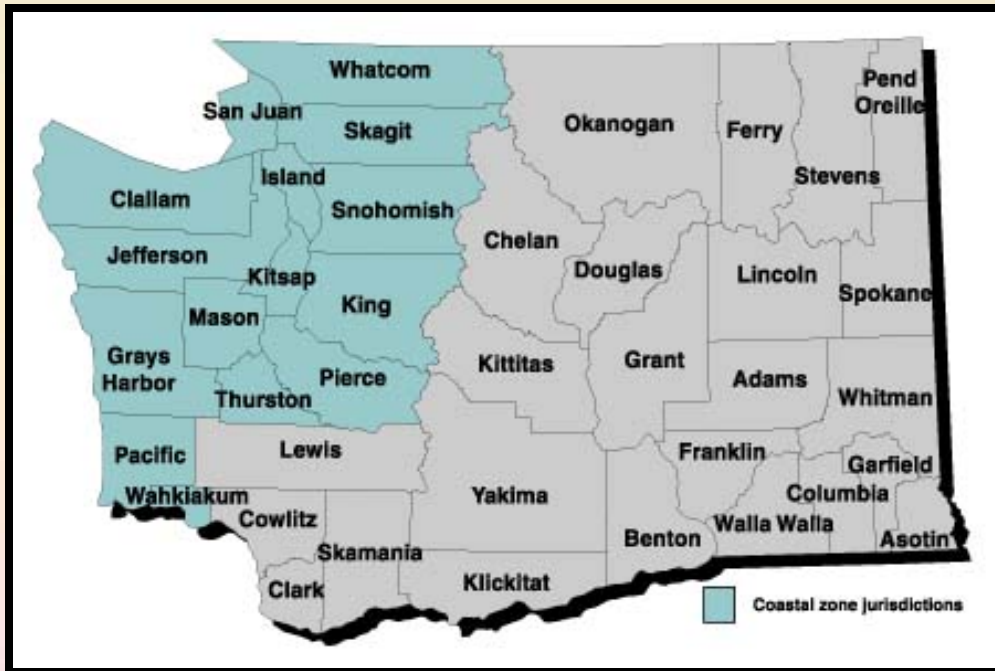 Whatcom
San Juan
Skagit
Island
Clallam
Snohomish
Jefferson
Kitsap
King
Mason
Grays
Harbor
Pierce
Thurston
Pacific
Wahkiakum
Lewis
Cowlitz
Skamania
Clark
Okanogan
Ferry
Pend
Oreille
Stevens
Chelan
Douglas
Lincoln
Spokane
Kittitas
Grant
Adams
Whitman
Yakima
Franklin
Garfield
Columbia
Benton
Walla Walla
Asotin
Klickitat
Coastal zone jurisdictions